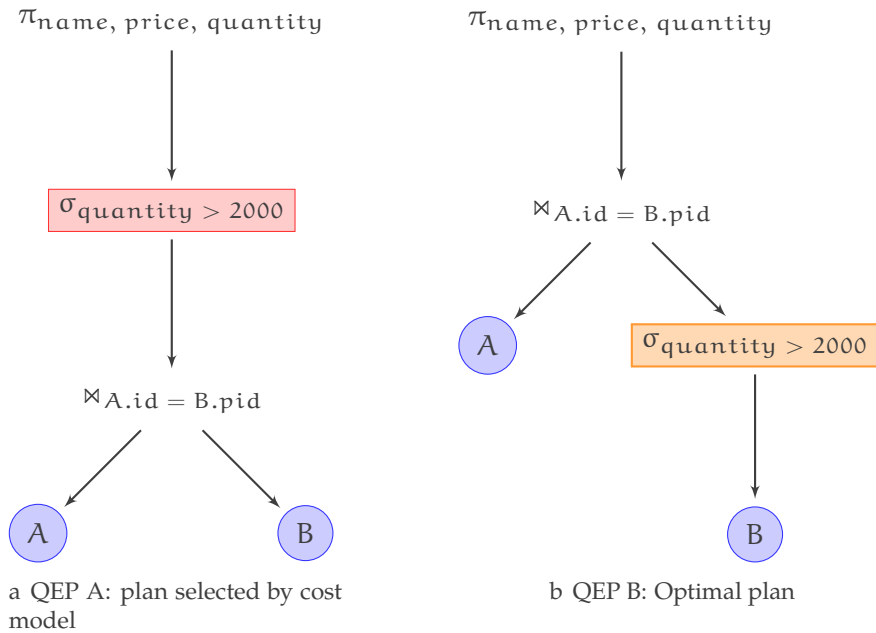 πname, price, quantity
σquantity > 2000
⋈A.id = B.pid
A
B
a QEP A: plan selected by cost
model
πname, price, quantity
⋈A.id = B.pid
A
σquantity > 2000
B
b QEP B: Optimal plan